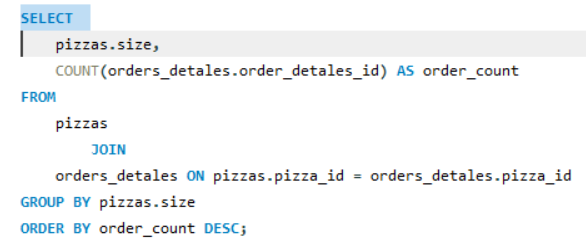 SELECT
pizzas.size,
COUNT(orders_detales.order_detales_id) AS order_count
FROM
pizzas
JOIN
orders_detales ON pizzas.pizza_id = orders_detales.pizza_id
GROUP BY pizzas.size
ORDER BY order_count DESC;